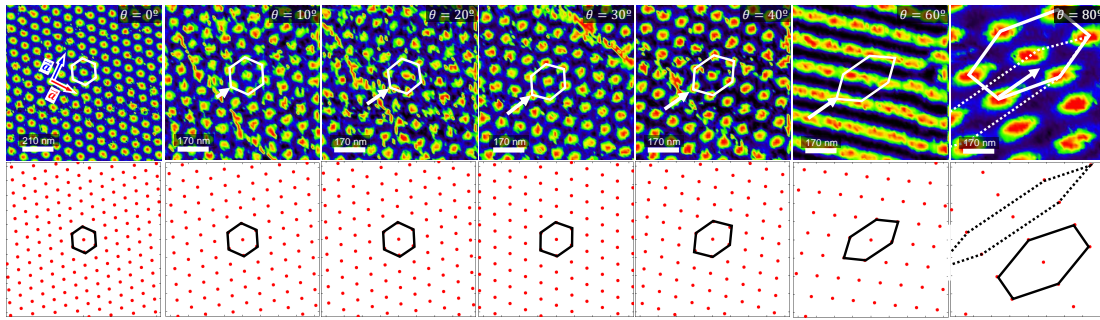 θ = 0º
θ = 10º
θ = 20º
θ = 30º
θ = 40º
θ = 60º
θ = 80º
210 nm
170 nm
170 nm
170 nm
170 nm
170 nm
170 nm